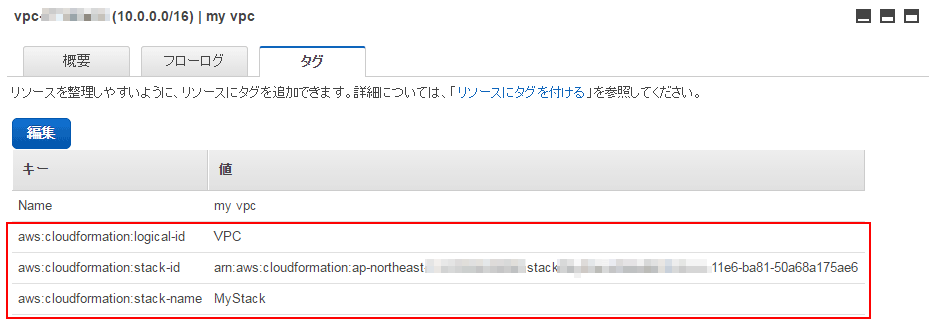 vpc- (10.0.0.0/16) | my vpc
概要 フローログ タグ
リソースを整理しやすいように、リソースにタグを追加できます。詳細については、「リソースにタグを付ける」を参照してください。
編集
キー 値
Name my vpc
aws:cloudformation:logical-id VPC
aws:cloudformation:stack-id arn:aws:cloudformation:ap-northeast- stack 11e6-ba81-50a68a175ae6
aws:cloudformation:stack-name MyStack